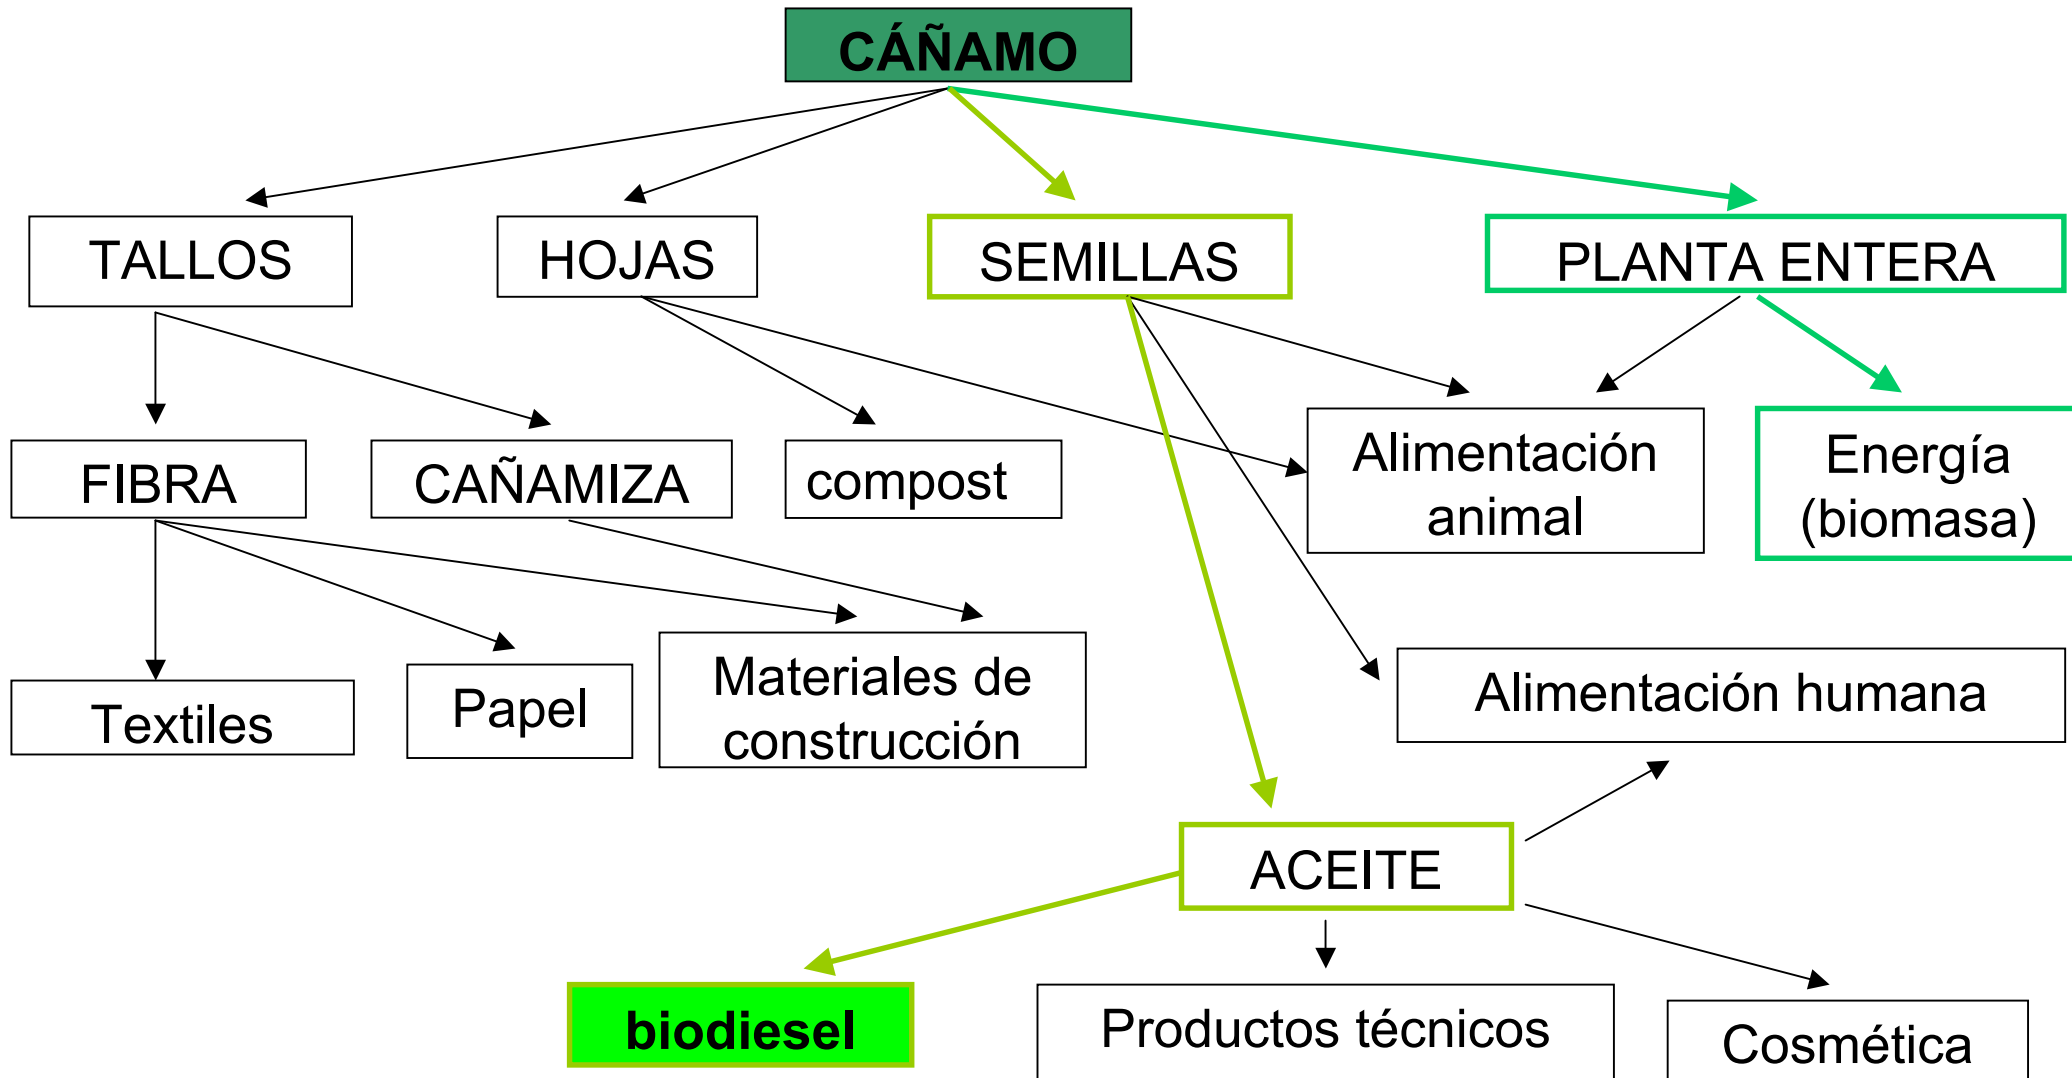 CÁÑAMO
TALLOS
HOJAS
SEMILLAS
PLANTA ENTERA
FIBRA
CAÑAMIZA
compost
Alimentación
animal
Energía
(biomasa)
Textiles
Papel
Materiales de
construcción
Alimentación humana
ACEITE
biodiesel
Productos técnicos
Cosmética